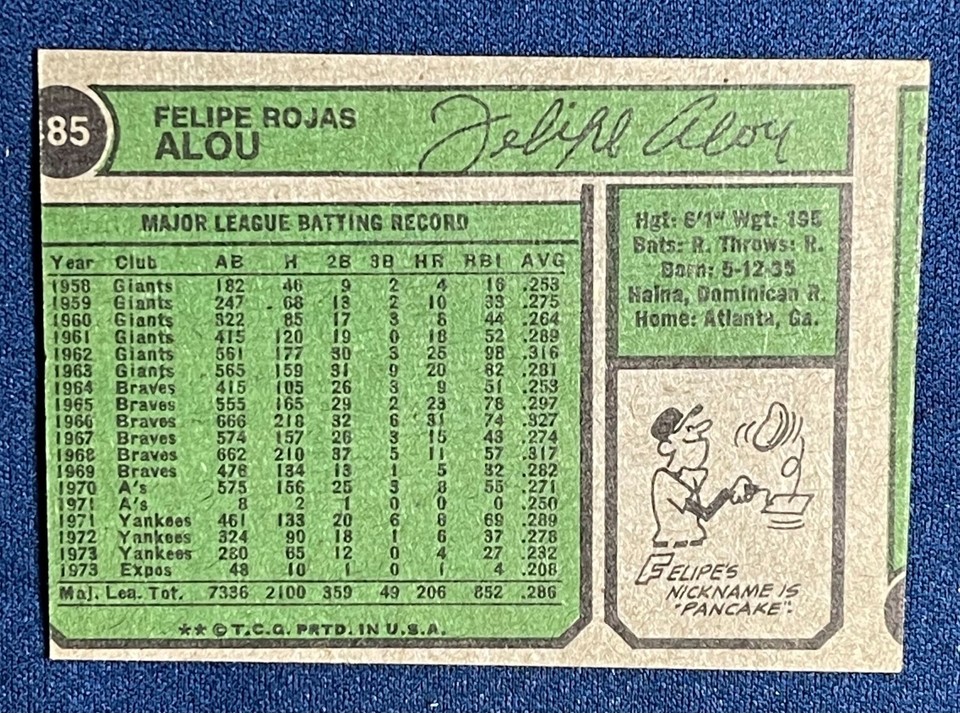 85
FELIPE ROJAS
ALOU
Felipe Alou
MAJOR LEAGUE BATTING RECORD
Year Club AB H 2B 3B HR RBI AVG
1958 Giants 182 46 9 2 4 16 .253
1959 Giants 247 68 13 2 10 33 .275
1960 Giants 322 85 17 3 8 44 .264
1961 Giants 415 120 19 0 18 52 .289
1962 Giants 561 177 30 3 25 98 .316
1963 Giants 565 159 31 9 20 82 .281
1964 Braves 415 105 26 3 9 51 .253
1965 Braves 555 165 29 2 23 78 .297
1966 Braves 666 218 32 6 31 74 .327
1967 Braves 574 157 26 3 15 43 .274
1968 Braves 662 210 37 5 11 57 .317
1969 Braves 476 134 13 1 5 32 .282
1970 A's 575 156 25 3 8 55 .271
1971 A's 8 2 1 0 0 0 .250
1971 Yankees 461 133 20 6 8 69 .289
1972 Yankees 324 90 18 1 6 37 .278
1973 Yankees 280 65 12 0 4 27 .232
1973 Expos 48 10 1 0 1 4 .208
Maj. Lea. Tot. 7336 2100 359 49 206 852 .286
** © T.C.G. PRTD. IN U.S.A.
Hgt: 6'1" Wgt: 195
Bats: R. Throws: R.
Born: 5-12-35
Haina, Dominican R.
Home: Atlanta, Ga.
FELIPE'S
NICKNAME IS
"PANCAKE".